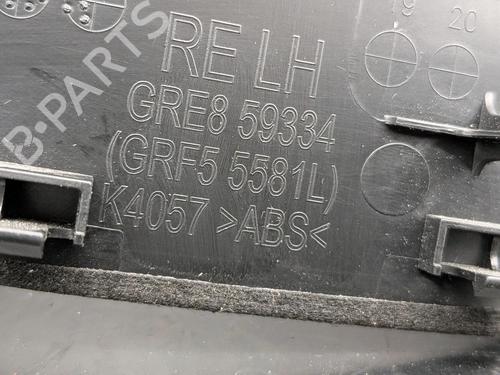 19 20
RE LH
GRE8 59334
(GRF5 5581L)
K4057 >ABS<
B-PARTS